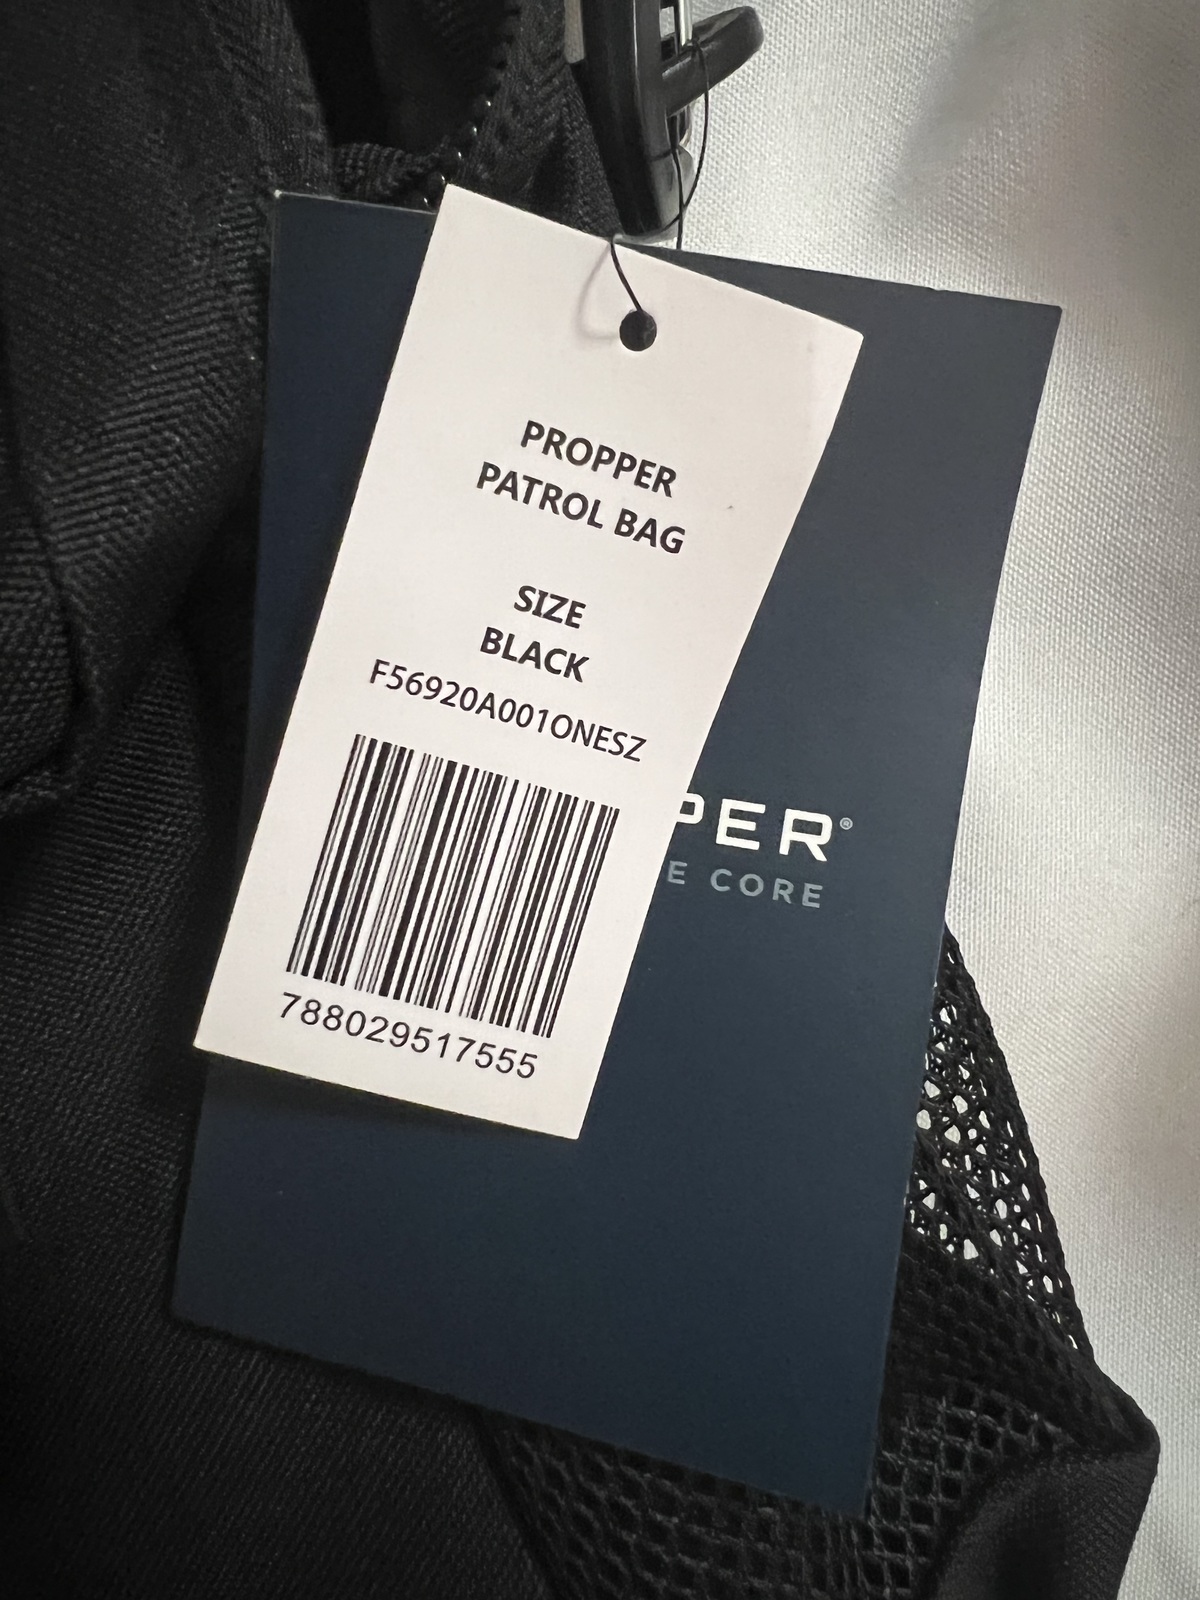 PROPPER
PATROL BAG
SIZE
BLACK
F56920A001ONESZ
788029517555
PER®
E CORE